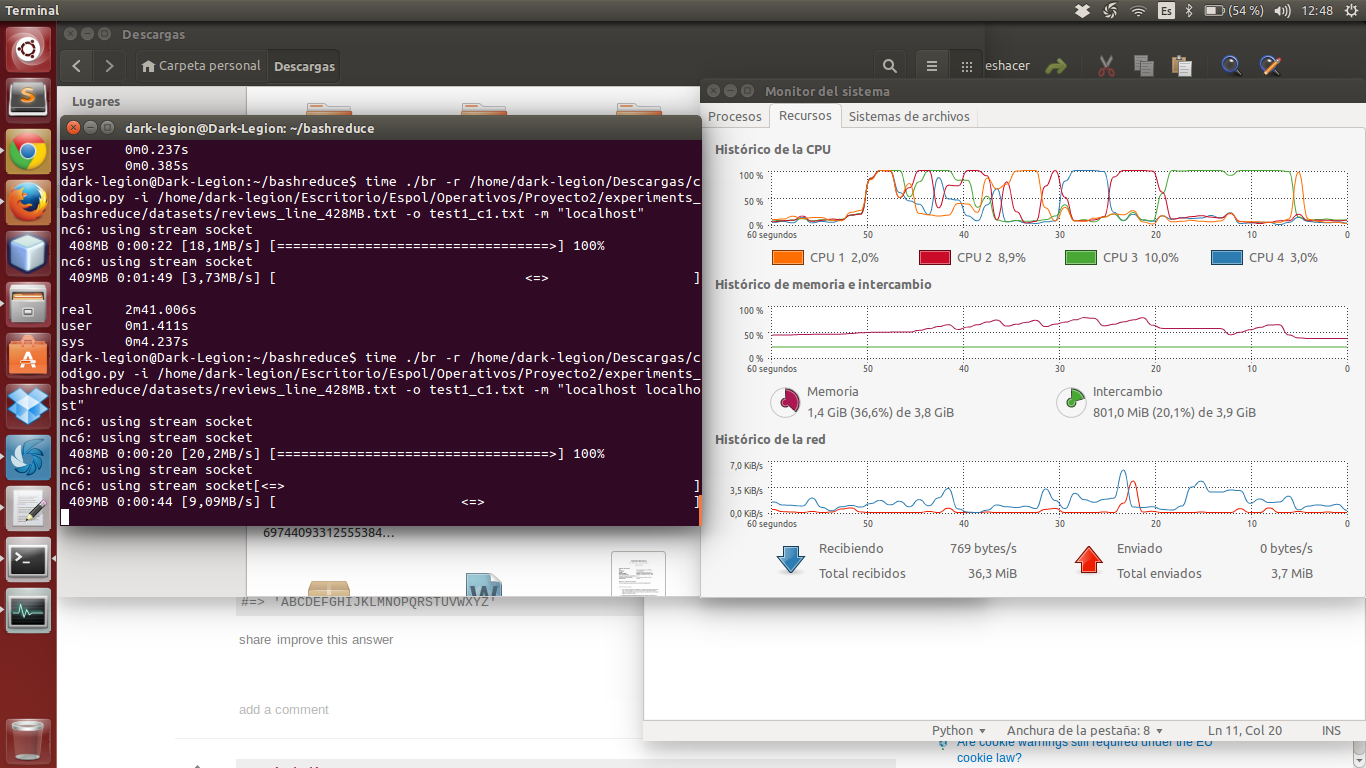 Terminal
Es
(54 %)
12:48
Descargas
Carpeta personal
Descargas
eshacer
Lugares
dark-legion@Dark-Legion: ~/bashreduce
user    0m0.237s
sys     0m0.385s
dark-legion@Dark-Legion:~/bashreduce$ time ./br -r /home/dark-legion/Descargas/c
odigo.py -i /home/dark-legion/Escritorio/Espol/Operativos/Proyecto2/experiments_
bashreduce/datasets/reviews_line_428MB.txt -o test1_c1.txt -m "localhost"
nc6: using stream socket
 408MB 0:00:22 [18,1MB/s] [==================================>] 100%
nc6: using stream socket
 409MB 0:01:49 [3,73MB/s] [                               <=>                   ]
real    2m41.006s
user    0m1.411s
sys     0m4.237s
dark-legion@Dark-Legion:~/bashreduce$ time ./br -r /home/dark-legion/Descargas/c
odigo.py -i /home/dark-legion/Escritorio/Espol/Operativos/Proyecto2/experiments_
bashreduce/datasets/reviews_line_428MB.txt -o test1_c1.txt -m "localhost localho
st"
nc6: using stream socket
nc6: using stream socket
 408MB 0:00:20 [20,2MB/s] [==================================>] 100%
nc6: using stream socket
nc6: using stream socket[<=>                                                   ]
 409MB 0:00:44 [9,09MB/s] [                       <=>                          ]
Monitor del sistema
Procesos
Recursos
Sistemas de archivos
Histórico de la CPU
100 %
50 %
0 %
60 segundos
50
40
30
20
10
0
CPU 1 2,0%
CPU 2 8,9%
CPU 3 10,0%
CPU 4 3,0%
Histórico de memoria e intercambio
100 %
50 %
0 %
60 segundos
50
40
30
20
10
0
Memoria
1,4 GiB (36,6%) de 3,8 GiB
Intercambio
801,0 MiB (20,1%) de 3,9 GiB
Histórico de la red
7,0 KiB/s
3,5 KiB/s
0,0 KiB/s
60 segundos
50
40
30
20
10
0
Recibiendo
769 bytes/s
Total recibidos
36,3 MiB
Enviado
0 bytes/s
Total enviados
3,7 MiB
69744093312555384...
W
#=> 'ABCDEFGHIJKLMNOPQRSTUVWXYZ'
share improve this answer
add a comment
Python
Anchura de la pestaña: 8
Ln 11, Col 20
INS
Are cookie warnings still required under the EU
cookie law?